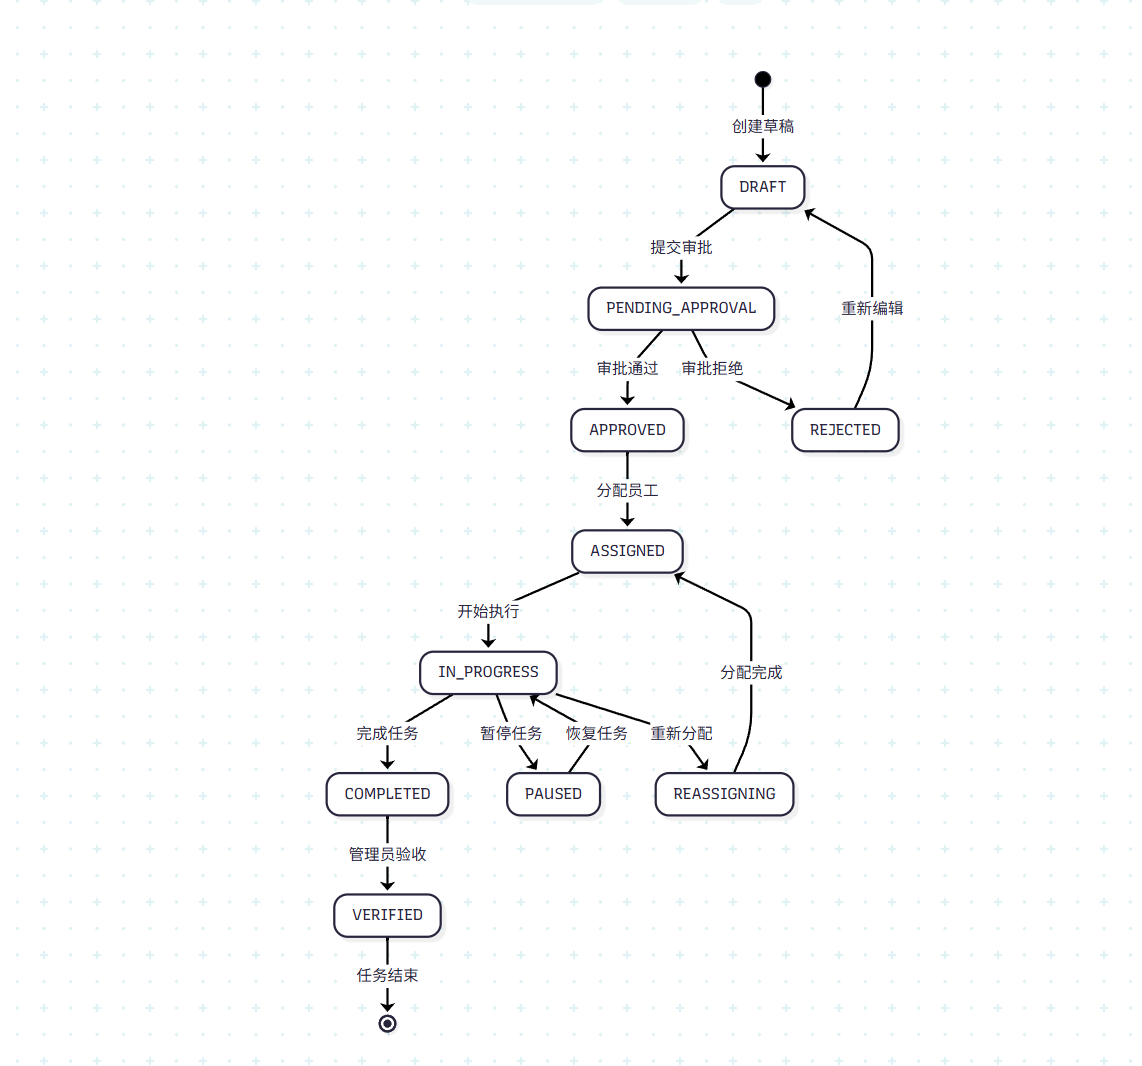 创建草稿
DRAFT
提交审批
PENDING_APPROVAL
重新编辑
审批通过
审批拒绝
APPROVED
REJECTED
分配员工
ASSIGNED
开始执行
IN_PROGRESS
分配完成
完成任务
暂停任务
恢复任务
重新分配
COMPLETED
PAUSED
REASSIGNING
管理员验收
VERIFIED
任务结束